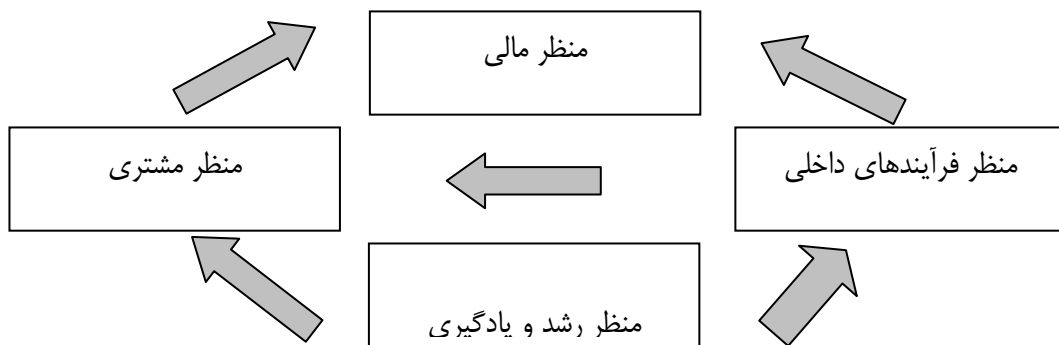 منظر مالی
منظر فرآیندهای داخلی
منظر مشتری
منظر رشد و یادگیری